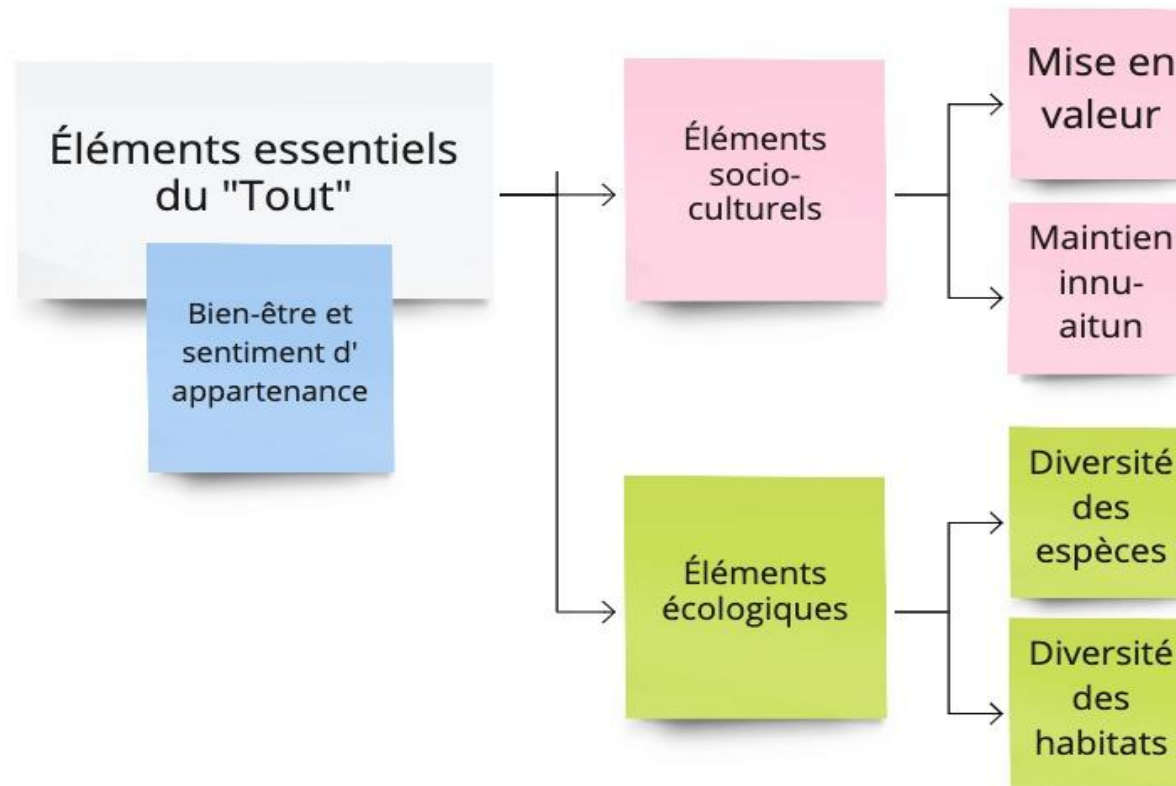 Éléments essentiels
du "Tout"
Bien-être et
sentiment d'
appartenance
Éléments
socio-
culturels
Mise en
valeur
Maintien
innu-
aitun
Éléments
écologiques
Diversité
des
espèces
Diversité
des
habitats